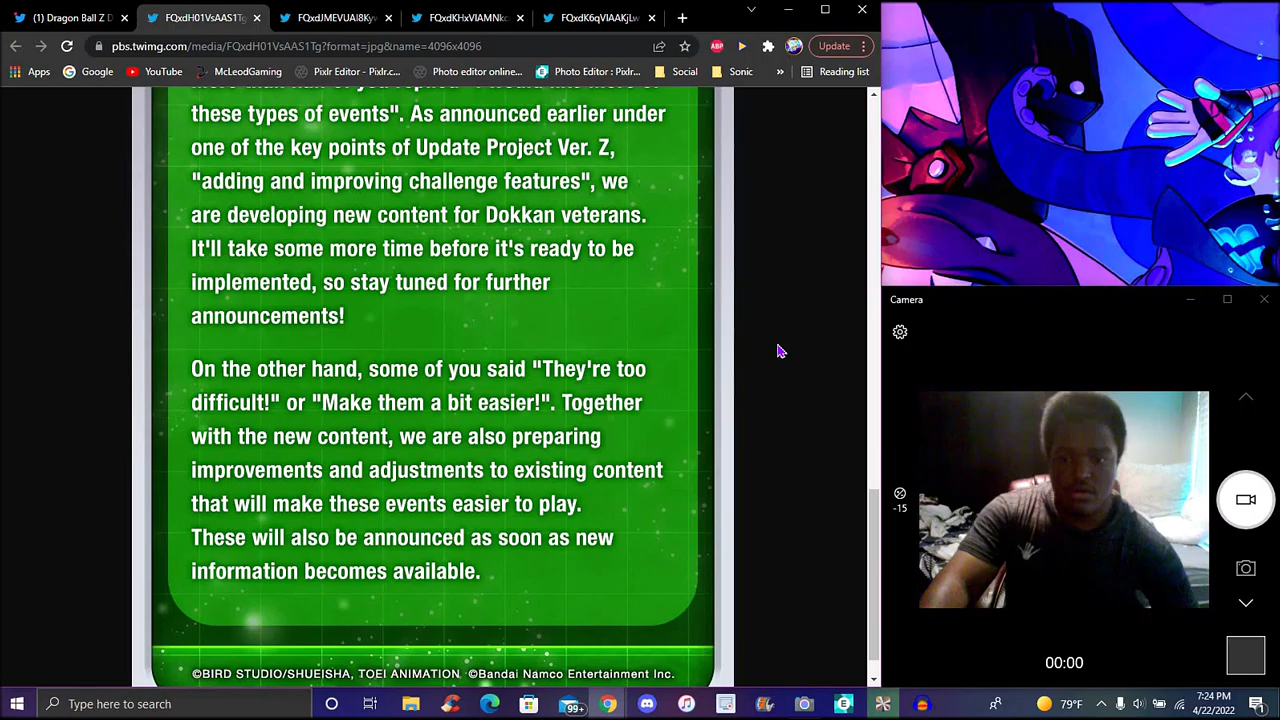 (1) Dragon Ball Z D
FQxdH01VsAAS1Tg
FQxdJMEVUAI8Kyw
FQxdKHxVIAMNkc
FQxdK6qVIAAKjLw
pbs.twimg.com/media/FQxdH01VsAAS1Tg?format=jpg&name=4096x4096
ABP
Update
Apps
Google
YouTube
McLeodGaming
Pixlr Editor - Pixlr.c...
Photo editor online...
Photo Editor : Pixlr...
Social
Sonic
»
Reading list
these types of events". As announced earlier under
one of the key points of Update Project Ver. Z,
"adding and improving challenge features", we
are developing new content for Dokkan veterans.
It'll take some more time before it's ready to be
implemented, so stay tuned for further
announcements!
On the other hand, some of you said "They're too
difficult!" or "Make them a bit easier!". Together
with the new content, we are also preparing
improvements and adjustments to existing content
that will make these events easier to play.
These will also be announced as soon as new
information becomes available.
©BIRD STUDIO/SHUEISHA, TOEI ANIMATION ©Bandai Namco Entertainment Inc.
Camera
-15
00:00
Type here to search
99+
79°F
7:24 PM
4/22/2022
1